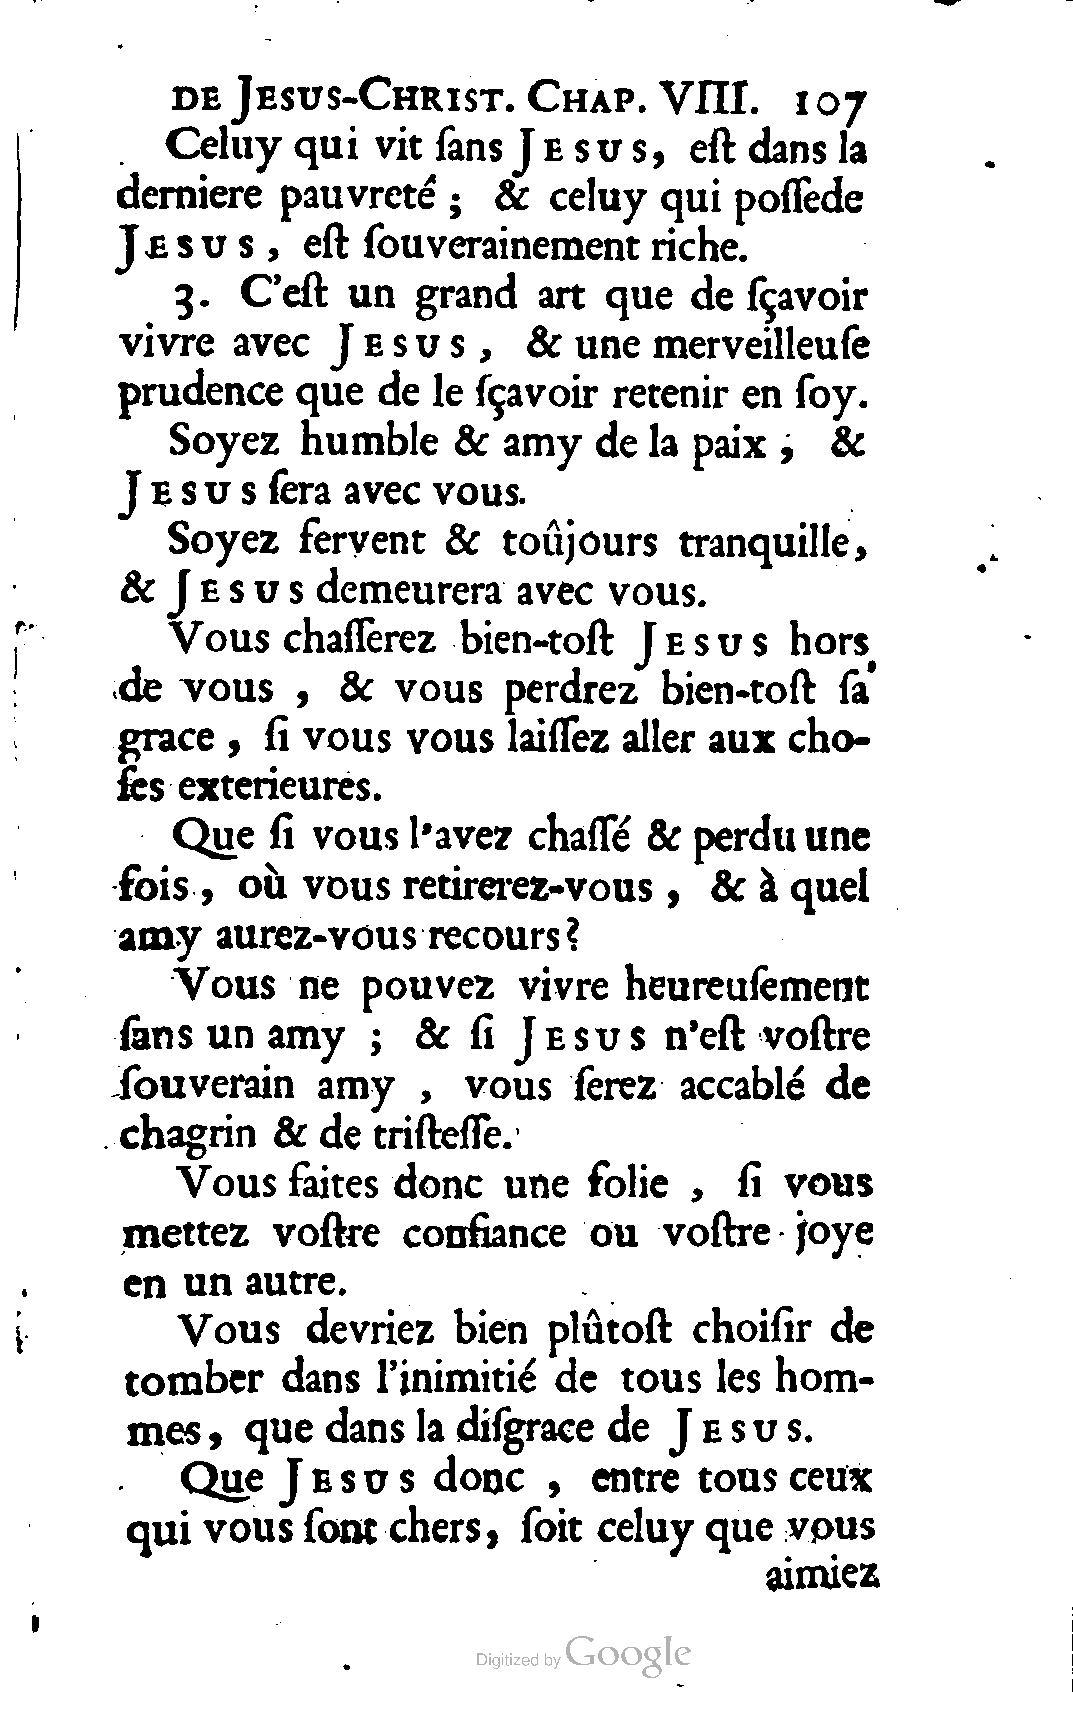 DE JESUS-CHRIST. CHAP. VIII. 107
Celuy qui vit ſans JESUS, eſt dans la
derniere pauvreté ; & celuy qui poſſede
JESUS , eſt ſouverainement riche.
3. C'eſt un grand art que de ſçavoir
vivre avec JESUS , & une merveilleuſe
prudence que de le ſçavoir retenir en ſoy.
Soyez humble & amy de la paix ; &
JESUS ſera avec vous.
Soyez fervent & toûjours tranquille,
& JESUS demeurera avec vous.
Vous chaſſerez bien-toſt JESUS hors
de vous , & vous perdrez bien-toſt ſa
grace , ſi vous vous laiſſez aller aux cho-
ſes exterieures.
Que ſi vous l'avez chaſſé & perdu une
fois , où vous retirerez-vous , & à quel
amy aurez-vous recours?
Vous ne pouvez vivre heureuſement
ſans un amy ; & ſi JESUS n'eſt voſtre
ſouverain amy , vous ſerez accablé de
chagrin & de triſteſſe.
Vous faites donc une folie , ſi vous
mettez voſtre confiance ou voſtre joye
en un autre.
Vous devriez bien plûtoſt choiſir de
tomber dans l'inimitié de tous les hom-
mes, que dans la diſgrace de JESUS.
Que JESUS donc , entre tous ceux
qui vous ſont chers, ſoit celuy que vous
aimiez
Digitized by Google